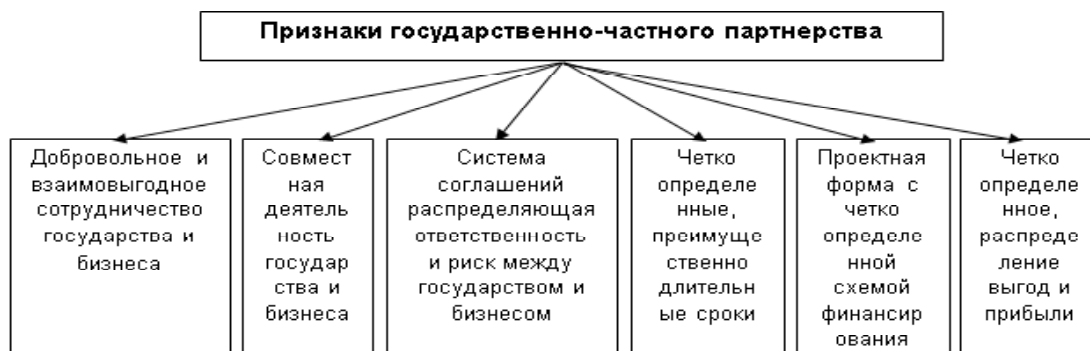 Признаки государственно-частного партнерства
Добровольное и
взаимовыгодное
сотрудничество
государства и
бизнеса
Совмест
ная
деятель
ность
государ
ства и
бизнеса
Система
соглашений
распределяющая
ответственность
и риск между
государством и
бизнесом
Четко
определе
нные,
преимуще
ственно
длительн
ые сроки
Проектная
форма с
четко
определе
нной
схемой
финансир
ования
Четко
определе
нное,
распреде
ление
выгод и
прибыли